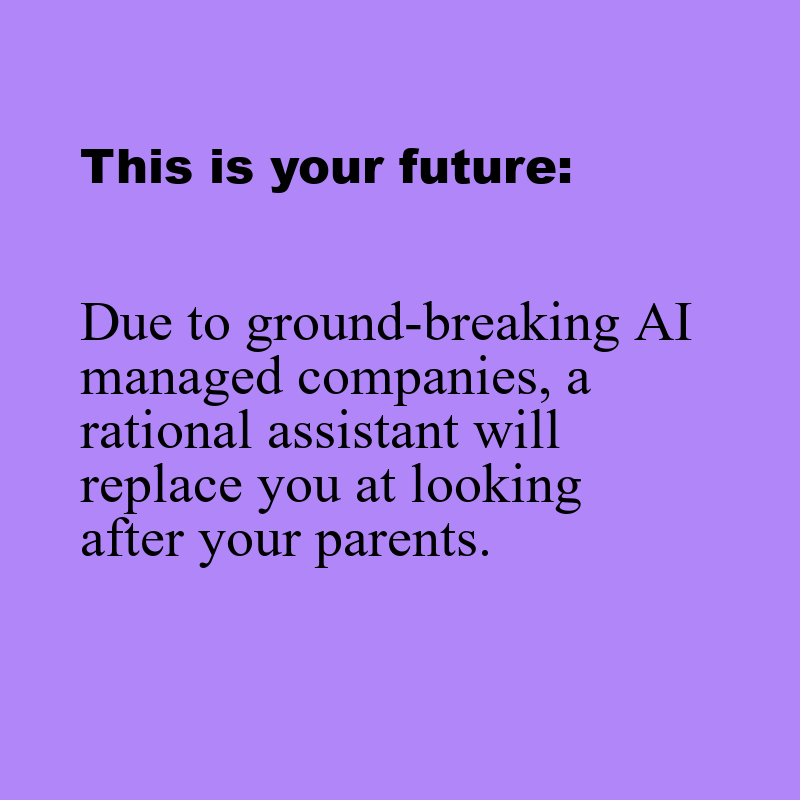 This is your future:
Due to ground-breaking AI
managed companies, a
rational assistant will
replace you at looking
after your parents.